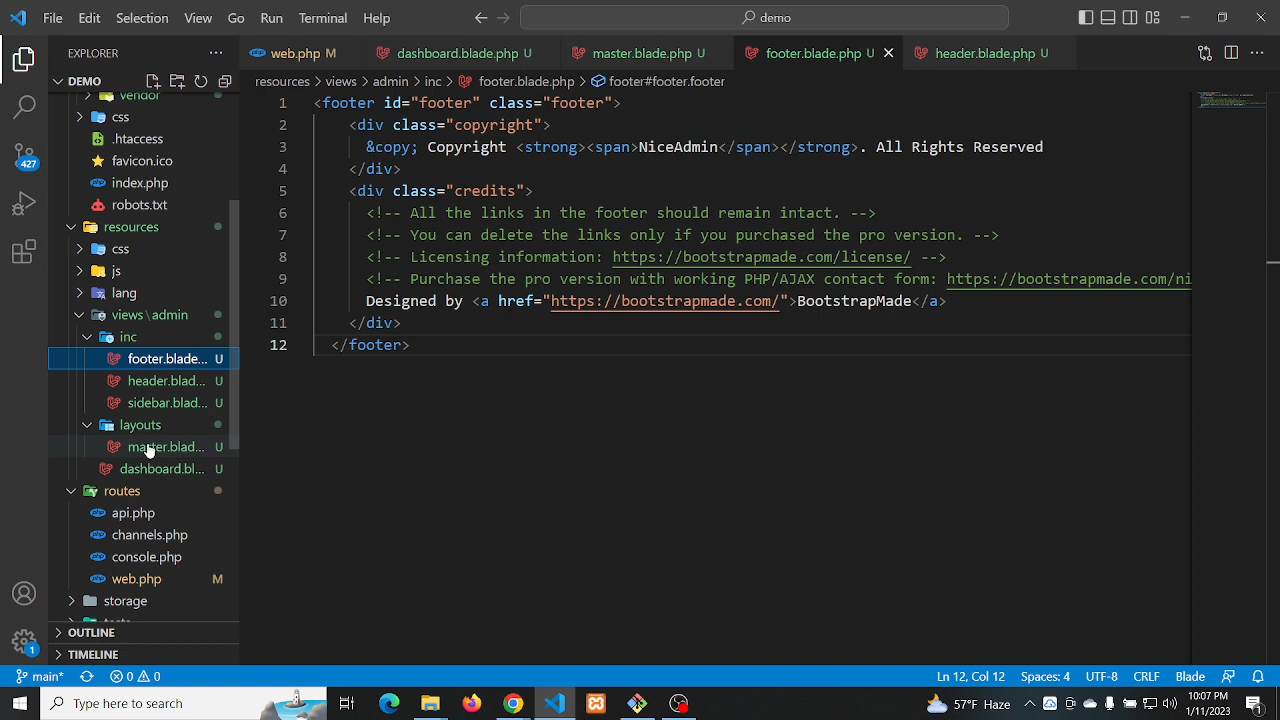 File Edit Selection View Go Run Terminal Help demo
EXPLORER
web.php M dashboard.blade.php U master.blade.php U footer.blade.php U header.blade.php U
DEMO
resources > views > admin > inc > footer.blade.php > footer#footer.footer
vendor
css
.htaccess
favicon.ico
index.php
robots.txt
resources
css
js
lang
views\admin
inc
footer.blade... U
header.blad... U
sidebar.blad... U
layouts
master.blad... U
dashboard.bl... U
routes
api.php
channels.php
console.php
web.php M
storage
OUTLINE
TIMELINE
427
1
1 <footer id="footer" class="footer">
2 <div class="copyright">
3 &copy; Copyright <strong><span>NiceAdmin</span></strong>. All Rights Reserved
4 </div>
5 <div class="credits">
6 <!-- All the links in the footer should remain intact. -->
7 <!-- You can delete the links only if you purchased the pro version. -->
8 <!-- Licensing information: https://bootstrapmade.com/license/ -->
9 <!-- Purchase the pro version with working PHP/AJAX contact form: https://bootstrapmade.com/ni
10 Designed by <a href="https://bootstrapmade.com/">BootstrapMade</a>
11 </div>
12 </footer>
main* 0 0 Ln 12, Col 12 Spaces: 4 UTF-8 CRLF Blade
Type here to search
57°F Haze
10:07 PM
1/11/2023